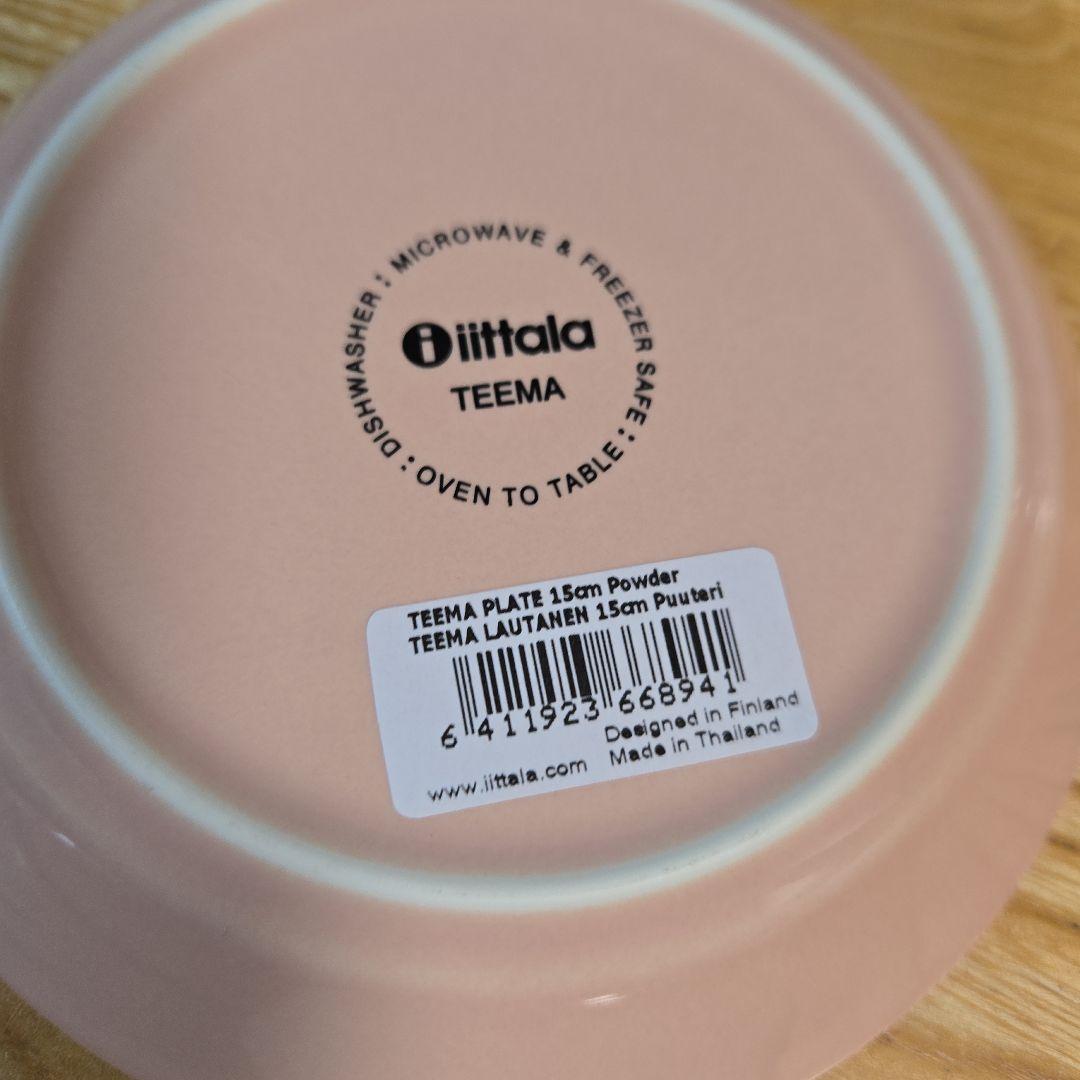 DISHWASHER : MICROWAVE & FREEZER SAFE : OVEN TO TABLE :
iittala
TEEMA
TEEMA PLATE 15cm Powder
TEEMA LAUTANEN 15cm Puuteri
6 411923 668941
Designed in Finland
www.iittala.com Made in Thailand